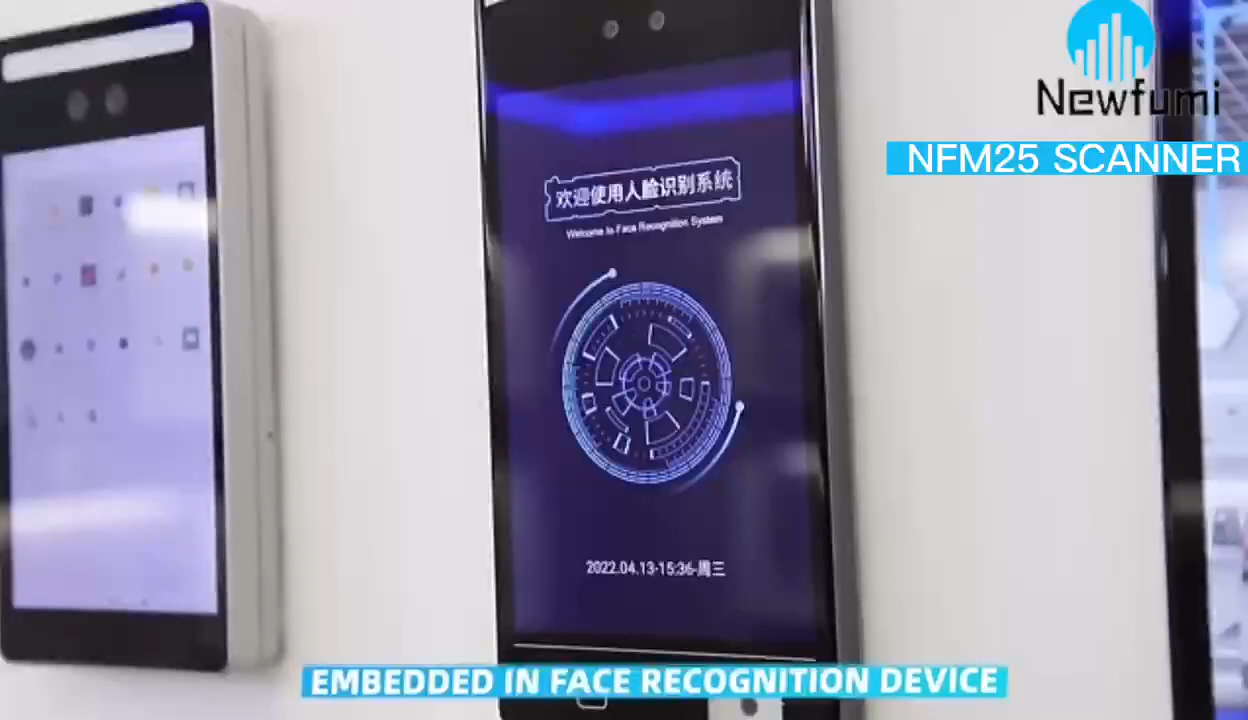 Newfumi
NFM25 SCANNER
欢迎使用人脸识别系统
Welcome to Face Recognition System
2022.04.13-15:36-周三
EMBEDDED IN FACE RECOGNITION DEVICE